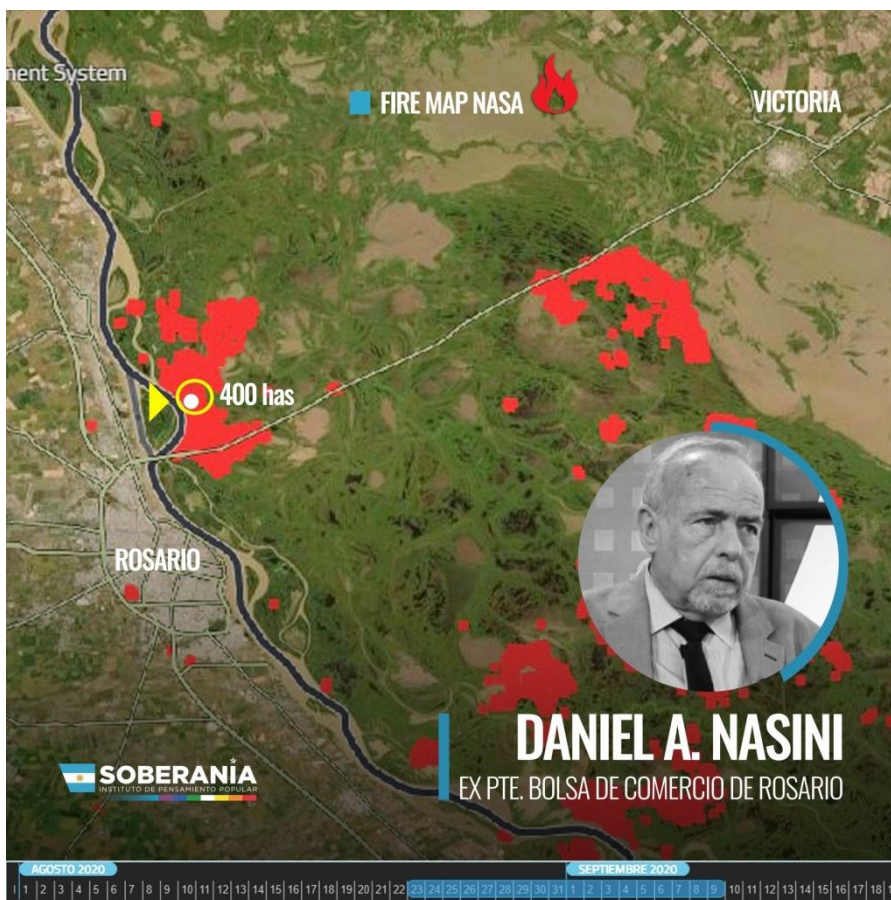 nent System
FIRE MAP NASA
VICTORIA
400 has
ROSARIO
DANIEL A. NASINI
EX PTE. BOLSA DE COMERCIO DE ROSARIO
SOBERANÍA
INSTITUTO DE PENSAMIENTO POPULAR
AGOSTO 2020 SEPTIEMBRE 2020
1 2 3 4 5 6 7 8 9 10 11 12 13 14 15 16 17 18 19 20 21 22 23 24 25 26 27 28 29 30 31 1 2 3 4 5 6 7 8 9 10 11 12 13 14 15 16 17 18